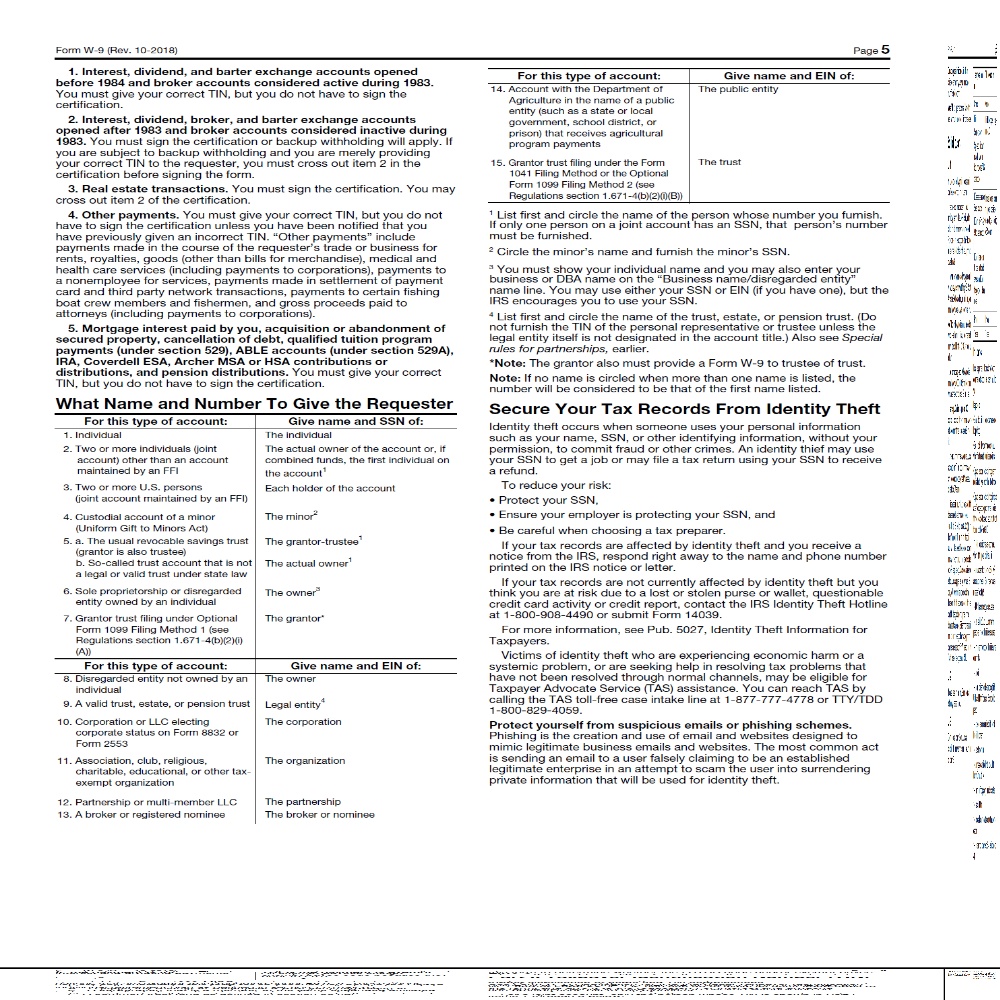 Form W-9 (Rev. 10-2018)
Page 5
1. Interest, dividend, and barter exchange accounts opened
before 1984 and broker accounts considered active during 1983.
You must give your correct TIN, but you do not have to sign the
certification.
2. Interest, dividend, broker, and barter exchange accounts
opened after 1983 and broker accounts considered inactive during
1983. You must sign the certification or backup withholding will apply. If
you are subject to backup withholding and you are merely providing
your correct TIN to the requester, you must cross out item 2 in the
certification before signing the form.
3. Real estate transactions. You must sign the certification. You may
cross out item 2 of the certification.
4. Other payments. You must give your correct TIN, but you do not
have to sign the certification unless you have been notified that you
have previously given an incorrect TIN. “Other payments” include
payments made in the course of the requester’s trade or business for
rents, royalties, goods (other than bills for merchandise), medical and
health care services (including payments to corporations), payments to
a nonemployee for services, payments made in settlement of payment
card and third party network transactions, payments to certain fishing
boat crew members and fishermen, and gross proceeds paid to
attorneys (including payments to corporations).
5. Mortgage interest paid by you, acquisition or abandonment of
secured property, cancellation of debt, qualified tuition program
payments (under section 529), ABLE accounts (under section 529A),
IRA, Coverdell ESA, Archer MSA or HSA contributions or
distributions, and pension distributions. You must give your correct
TIN, but you do not have to sign the certification.
What Name and Number To Give the Requester
For this type of account: Give name and SSN of:
1. Individual The individual
2. Two or more individuals (joint The actual owner of the account or, if
account) other than an account combined funds, the first individual on
maintained by an FFI the account1
3. Two or more U.S. persons Each holder of the account
(joint account maintained by an FFI)
4. Custodial account of a minor The minor2
(Uniform Gift to Minors Act)
5. a. The usual revocable savings trust The grantor-trustee1
(grantor is also trustee)
b. So-called trust account that is not The actual owner1
a legal or valid trust under state law
6. Sole proprietorship or disregarded The owner3
entity owned by an individual
7. Grantor trust filing under Optional The grantor*
Form 1099 Filing Method 1 (see
Regulations section 1.671-4(b)(2)(i)
(A))
For this type of account: Give name and EIN of:
8. Disregarded entity not owned by an The owner
individual
9. A valid trust, estate, or pension trust Legal entity4
10. Corporation or LLC electing The corporation
corporate status on Form 8832 or
Form 2553
11. Association, club, religious, The organization
charitable, educational, or other tax-
exempt organization
12. Partnership or multi-member LLC The partnership
13. A broker or registered nominee The broker or nominee
For this type of account: Give name and EIN of:
14. Account with the Department of The public entity
Agriculture in the name of a public
entity (such as a state or local
government, school district, or
prison) that receives agricultural
program payments
15. Grantor trust filing under the Form The trust
1041 Filing Method or the Optional
Form 1099 Filing Method 2 (see
Regulations section 1.671-4(b)(2)(i)(B))
1 List first and circle the name of the person whose number you furnish.
If only one person on a joint account has an SSN, that person’s number
must be furnished.
2 Circle the minor’s name and furnish the minor’s SSN.
3 You must show your individual name and you may also enter your
business or DBA name on the “Business name/disregarded entity”
name line. You may use either your SSN or EIN (if you have one), but the
IRS encourages you to use your SSN.
4 List first and circle the name of the trust, estate, or pension trust. (Do
not furnish the TIN of the personal representative or trustee unless the
legal entity itself is not designated in the account title.) Also see Special
rules for partnerships, earlier.
*Note: The grantor also must provide a Form W-9 to trustee of trust.
Note: If no name is circled when more than one name is listed, the
number will be considered to be that of the first name listed.
Secure Your Tax Records From Identity Theft
Identity theft occurs when someone uses your personal information
such as your name, SSN, or other identifying information, without your
permission, to commit fraud or other crimes. An identity thief may use
your SSN to get a job or may file a tax return using your SSN to receive
a refund.
To reduce your risk:
• Protect your SSN,
• Ensure your employer is protecting your SSN, and
• Be careful when choosing a tax preparer.
If your tax records are affected by identity theft and you receive a
notice from the IRS, respond right away to the name and phone number
printed on the IRS notice or letter.
If your tax records are not currently affected by identity theft but you
think you are at risk due to a lost or stolen purse or wallet, questionable
credit card activity or credit report, contact the IRS Identity Theft Hotline
at 1-800-908-4490 or submit Form 14039.
For more information, see Pub. 5027, Identity Theft Information for
Taxpayers.
Victims of identity theft who are experiencing economic harm or a
systemic problem, or are seeking help in resolving tax problems that
have not been resolved through normal channels, may be eligible for
Taxpayer Advocate Service (TAS) assistance. You can reach TAS by
calling the TAS toll-free case intake line at 1-877-777-4778 or TTY/TDD
1-800-829-4059.
Protect yourself from suspicious emails or phishing schemes.
Phishing is the creation and use of email and websites designed to
mimic legitimate business emails and websites. The most common act
is sending an email to a user falsely claiming to be an established
legitimate enterprise in an attempt to scam the user into surrendering
private information that will be used for identity theft.